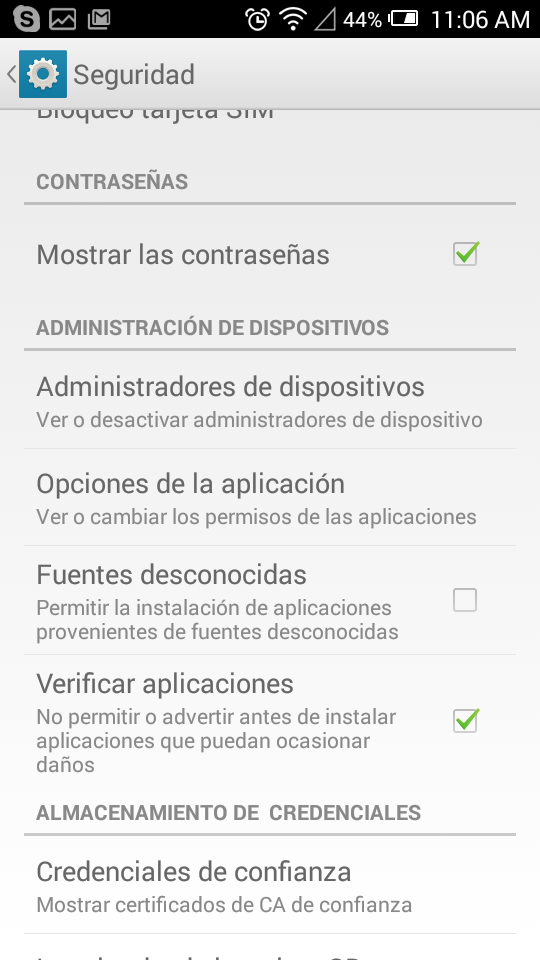 44% 11:06 AM
Seguridad
Bloqueo tarjeta SIM
CONTRASEÑAS
Mostrar las contraseñas
ADMINISTRACIÓN DE DISPOSITIVOS
Administradores de dispositivos
Ver o desactivar administradores de dispositivo
Opciones de la aplicación
Ver o cambiar los permisos de las aplicaciones
Fuentes desconocidas
Permitir la instalación de aplicaciones
provenientes de fuentes desconocidas
Verificar aplicaciones
No permitir o advertir antes de instalar
aplicaciones que puedan ocasionar
daños
ALMACENAMIENTO DE  CREDENCIALES
Credenciales de confianza
Mostrar certificados de CA de confianza